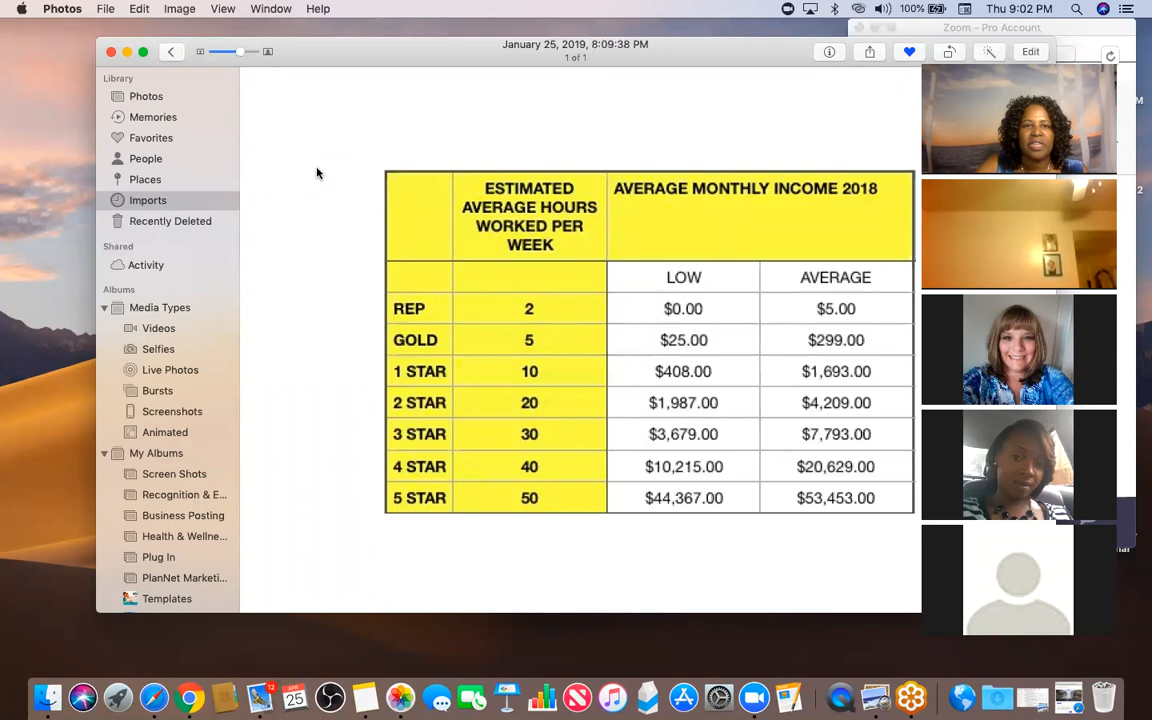 Photos File Edit Image View Window Help
100% Thu 9:02 PM
Zoom - Pro Account
January 25, 2019, 8:09:38 PM
1 of 1
Edit
Library
Photos
Memories
Favorites
People
Places
Imports
Recently Deleted
Shared
Activity
Albums
Media Types
Videos
Selfies
Live Photos
Bursts
Screenshots
Animated
My Albums
Screen Shots
Recognition & E...
Business Posting
Health & Wellne...
Plug In
PlanNet Marketi...
Templates
ESTIMATED
AVERAGE HOURS
WORKED PER
WEEK
AVERAGE MONTHLY INCOME 2018
LOW AVERAGE
REP 2 $0.00 $5.00
GOLD 5 $25.00 $299.00
1 STAR 10 $408.00 $1,693.00
2 STAR 20 $1,987.00 $4,209.00
3 STAR 30 $3,679.00 $7,793.00
4 STAR 40 $10,215.00 $20,629.00
5 STAR 50 $44,367.00 $53,453.00
12
APR
25